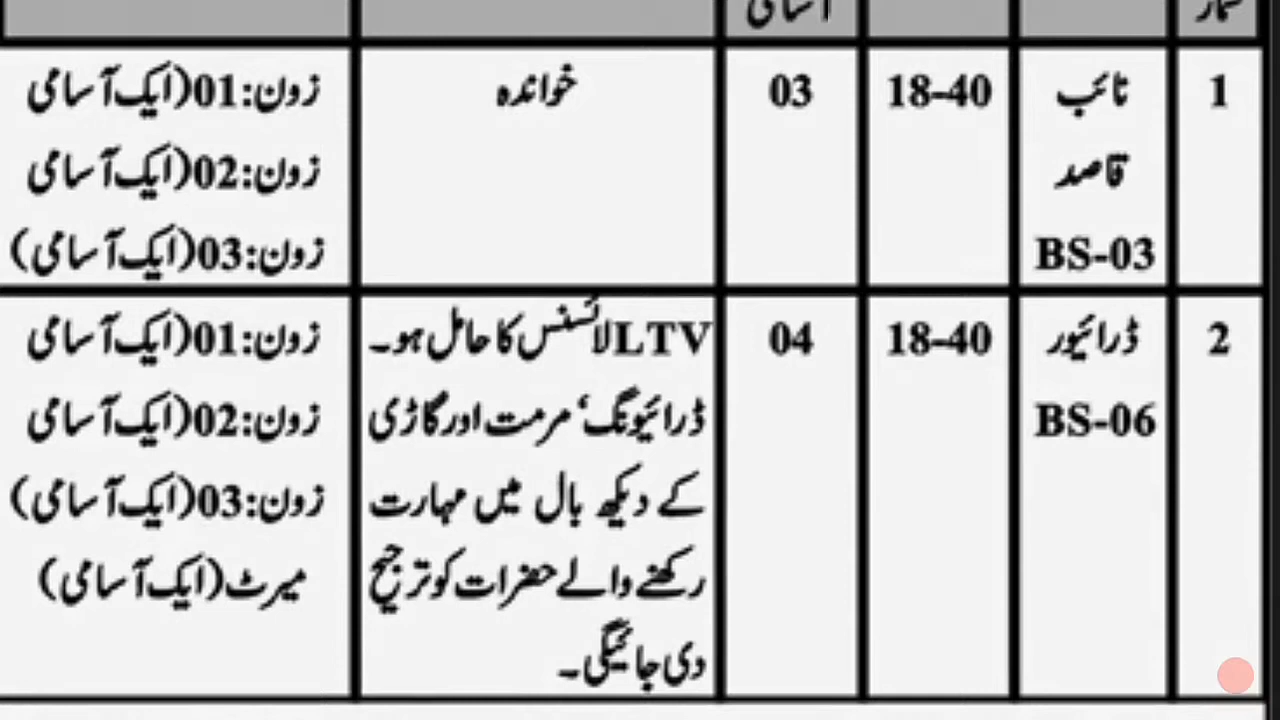 1 نائب 18-40 03 خواندہ زون:01(ایک آسامی
قاصد زون:02(ایک آسامی
BS-03 زون:03(ایک آسامی)
2 ڈرائیور 18-40 04 LTVلائسنس کا حامل ہو۔ زون:01(ایک آسامی
BS-06 ڈرائیونگ‘ مرمت اور گاڑی زون:02(ایک آسامی
کے دیکھ بال میں مہارت زون:03(ایک آسامی)
رکھنے والے حضرات کو ترجیح میرٹ(ایک آسامی)
دی جائیگی۔